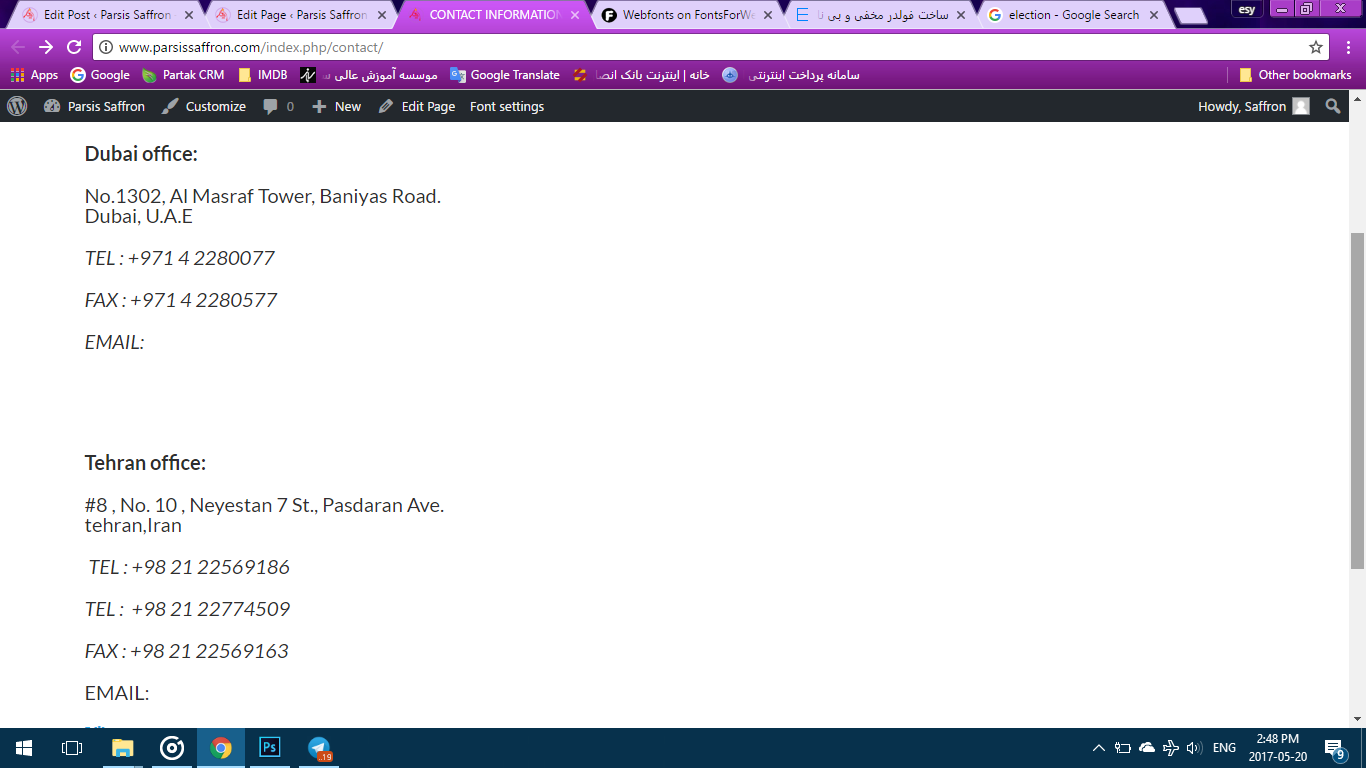 Edit Post ‹ Parsis Saffron
Edit Page ‹ Parsis Saffron
CONTACT INFORMATION
Webfonts on FontsForWe
ساخت فولدر مخفی و بی نا
election - Google Search
esy
www.parsissaffron.com/index.php/contact/
Apps
Google
Partak CRM
IMDB
موسسه آموزش عالی
Google Translate
خانه | اینترنت بانک انصا
سامانه پرداخت اینترنتی
Other bookmarks
Parsis Saffron
Customize
0
New
Edit Page
Font settings
Howdy, Saffron
Dubai office:
No.1302, Al Masraf Tower, Baniyas Road.
Dubai, U.A.E
TEL : +971 4 2280077
FAX : +971 4 2280577
EMAIL:
Tehran office:
#8 , No. 10 , Neyestan 7 St., Pasdaran Ave.
tehran,Iran
TEL : +98 21 22569186
TEL : +98 21 22774509
FAX : +98 21 22569163
EMAIL:
Ps
..19
ENG
2:48 PM
2017-05-20
9